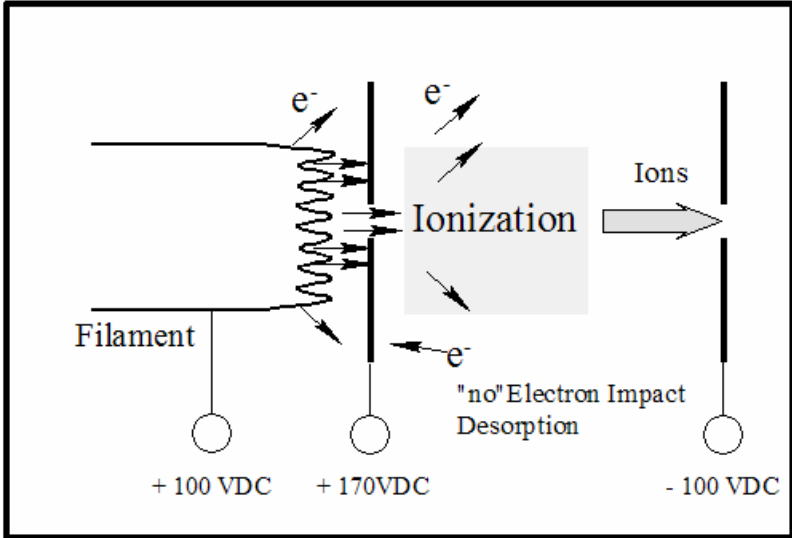 e-
e-
Ions
Ionization
Filament
e-
"no"Electron Impact
Desorption
+ 100 VDC
+ 170VDC
- 100 VDC